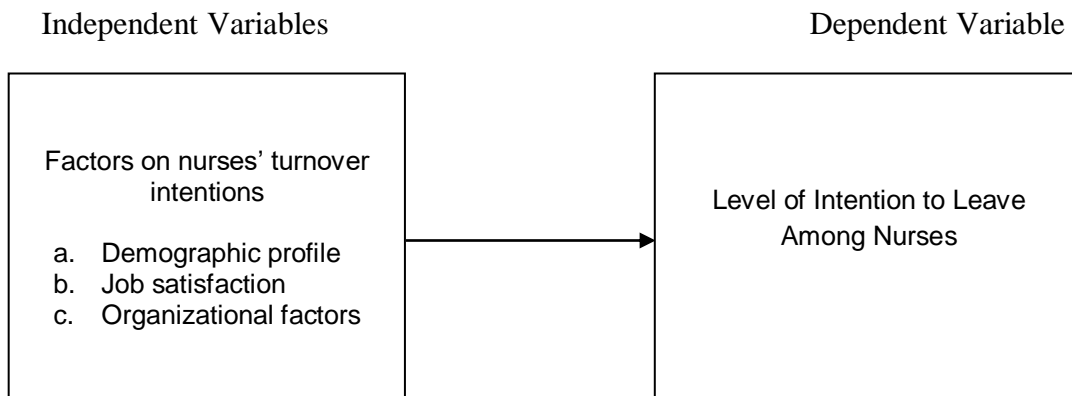 Independent Variables
Dependent Variable
Factors on nurses’ turnover
intentions
a. Demographic profile
b. Job satisfaction
c. Organizational factors
Level of Intention to Leave
Among Nurses